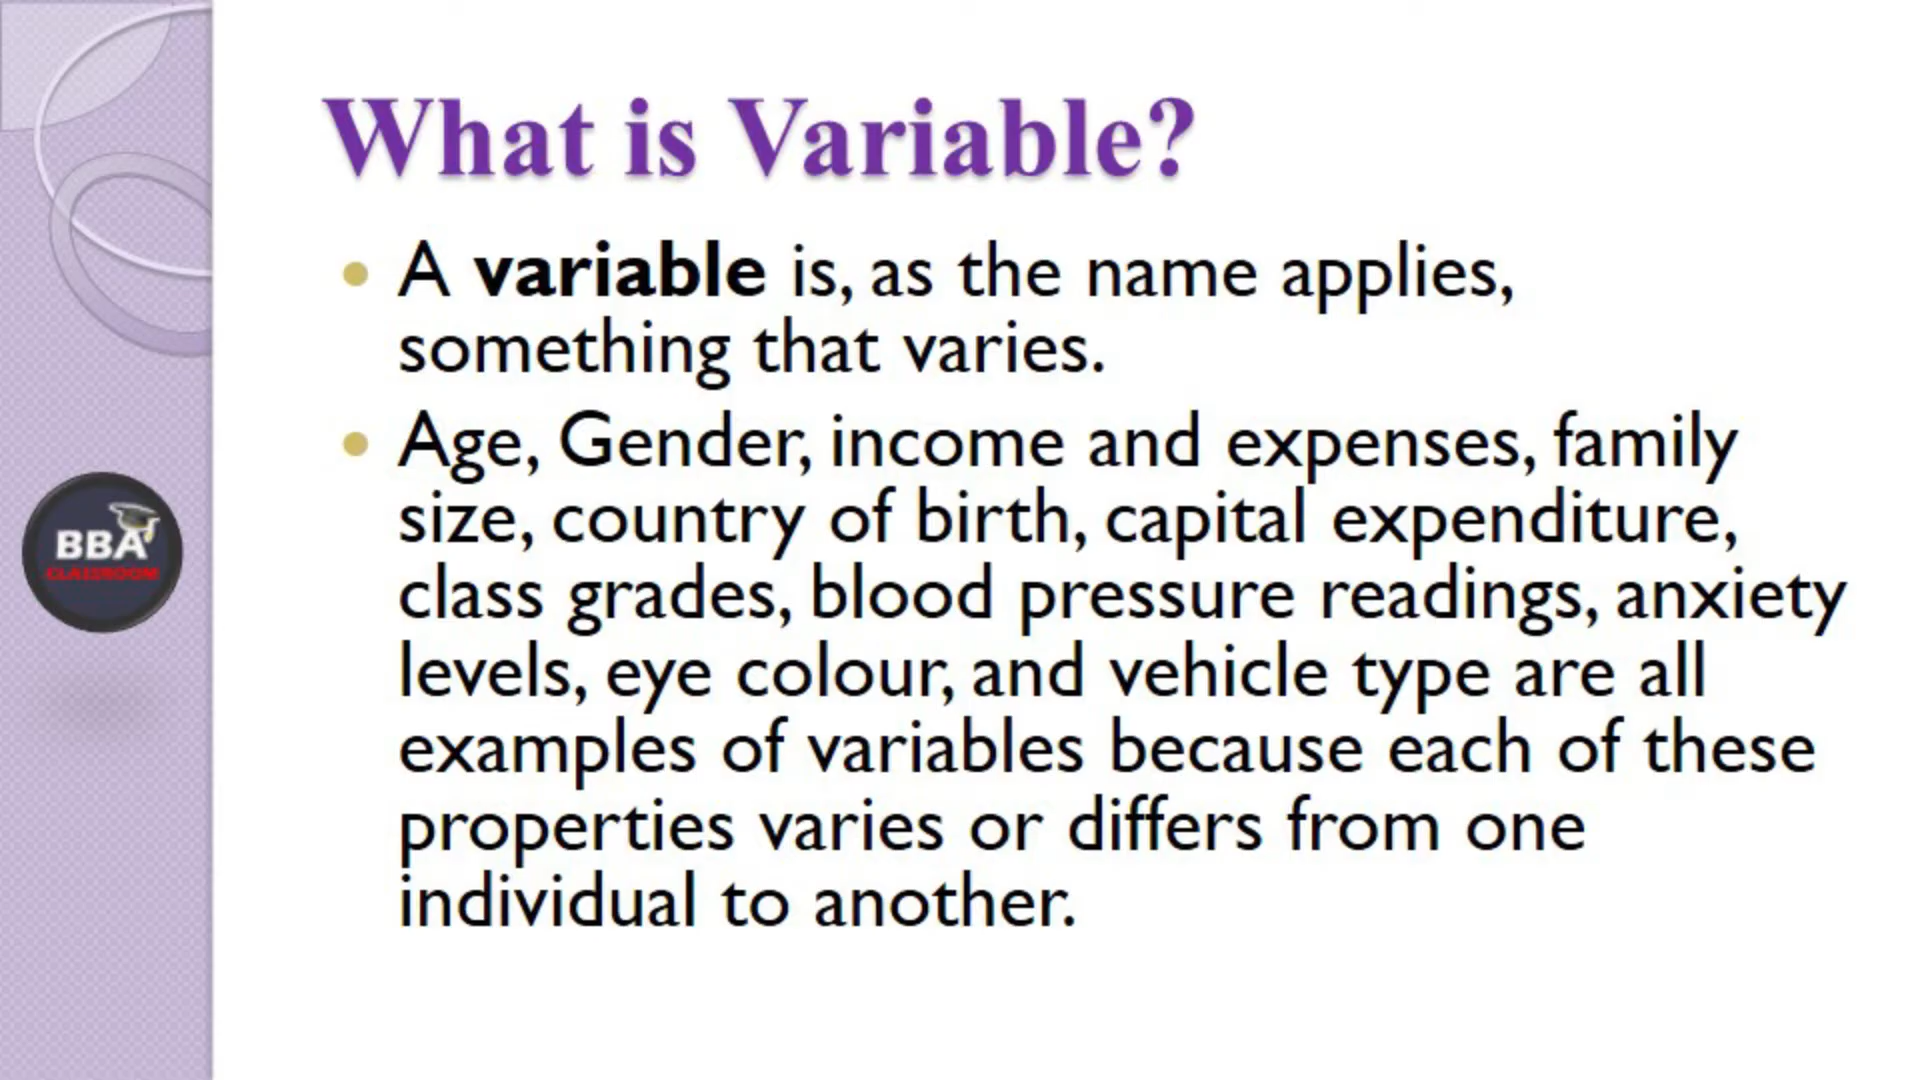 What is Variable?
A variable is, as the name applies,
something that varies.
Age, Gender, income and expenses, family
size, country of birth, capital expenditure,
class grades, blood pressure readings, anxiety
levels, eye colour, and vehicle type are all
examples of variables because each of these
properties varies or differs from one
individual to another.
BBA
CLASSROOM